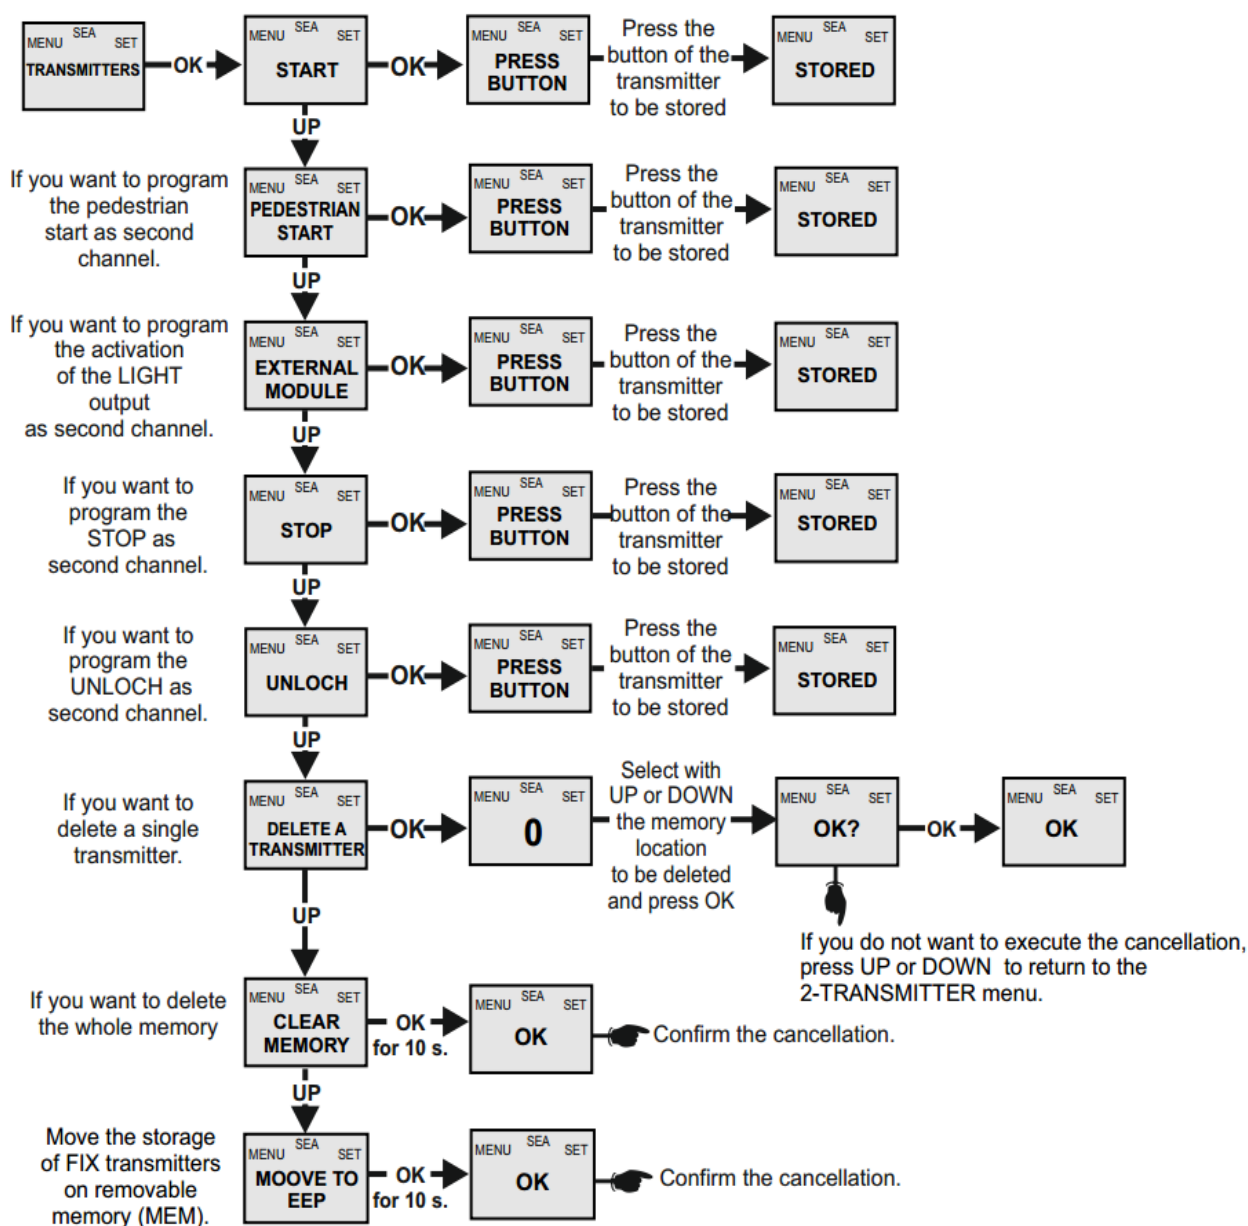 MENU SEA SET
TRANSMITTERS
OK
MENU SEA SET
START
OK
MENU SEA SET
PRESS
BUTTON
Press the
button of the
transmitter
to be stored
MENU SEA SET
STORED
UP
If you want to program
the pedestrian
start as second
channel.
MENU SEA SET
PEDESTRIAN
START
OK
MENU SEA SET
PRESS
BUTTON
Press the
button of the
transmitter
to be stored
MENU SEA SET
STORED
UP
If you want to program
the activation
of the LIGHT
output
as second channel.
MENU SEA SET
EXTERNAL
MODULE
OK
MENU SEA SET
PRESS
BUTTON
Press the
button of the
transmitter
to be stored
MENU SEA SET
STORED
UP
If you want to
program the
STOP as
second channel.
MENU SEA SET
STOP
OK
MENU SEA SET
PRESS
BUTTON
Press the
button of the
transmitter
to be stored
MENU SEA SET
STORED
UP
If you want to
program the
UNLOCH as
second channel.
MENU SEA SET
UNLOCH
OK
MENU SEA SET
PRESS
BUTTON
Press the
button of the
transmitter
to be stored
MENU SEA SET
STORED
UP
If you want to
delete a single
transmitter.
MENU SEA SET
DELETE A
TRANSMITTER
OK
MENU SEA SET
0
Select with
UP or DOWN
the memory
location
to be deleted
and press OK
MENU SEA SET
OK?
OK
MENU SEA SET
OK
If you do not want to execute the cancellation,
press UP or DOWN to return to the
2-TRANSMITTER menu.
UP
If you want to delete
the whole memory
MENU SEA SET
CLEAR
MEMORY
OK
for 10 s.
MENU SEA SET
OK
Confirm the cancellation.
UP
Move the storage
of FIX transmitters
on removable
memory (MEM).
MENU SEA SET
MOOVE TO
EEP
OK
for 10 s.
MENU SEA SET
OK
Confirm the cancellation.